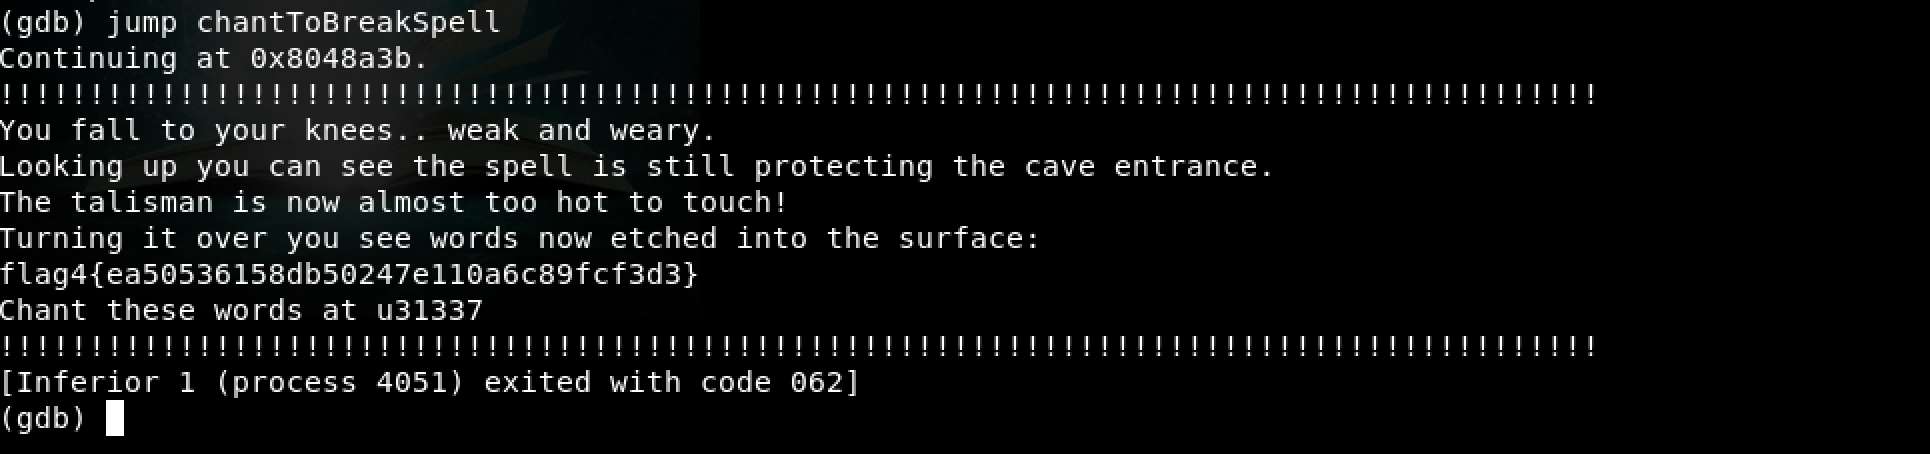 (gdb) jump chantToBreakSpell
Continuing at 0x8048a3b.
!!!!!!!!!!!!!!!!!!!!!!!!!!!!!!!!!!!!!!!!!!!!!!!!!!!!!!!!!!!!!!!!!!!!!!!!!!!!!!!!!!!!!!!!!
You fall to your knees.. weak and weary.
Looking up you can see the spell is still protecting the cave entrance.
The talisman is now almost too hot to touch!
Turning it over you see words now etched into the surface:
flag4{ea50536158db50247e110a6c89fcf3d3}
Chant these words at u31337
!!!!!!!!!!!!!!!!!!!!!!!!!!!!!!!!!!!!!!!!!!!!!!!!!!!!!!!!!!!!!!!!!!!!!!!!!!!!!!!!!!!!!!!!!
[Inferior 1 (process 4051) exited with code 062]
(gdb)